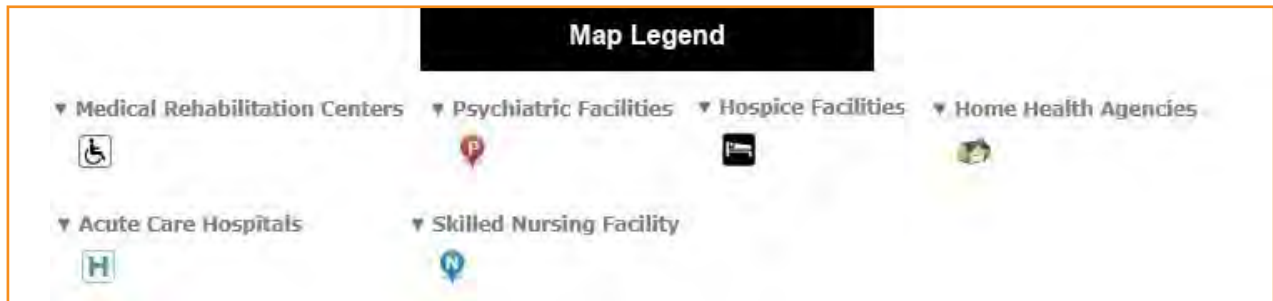 Map Legend
▼ Medical Rehabilitation Centers ▼ Psychiatric Facilities ▼ Hospice Facilities ▼ Home Health Agencies
P
▼ Acute Care Hospitals ▼ Skilled Nursing Facility
H N